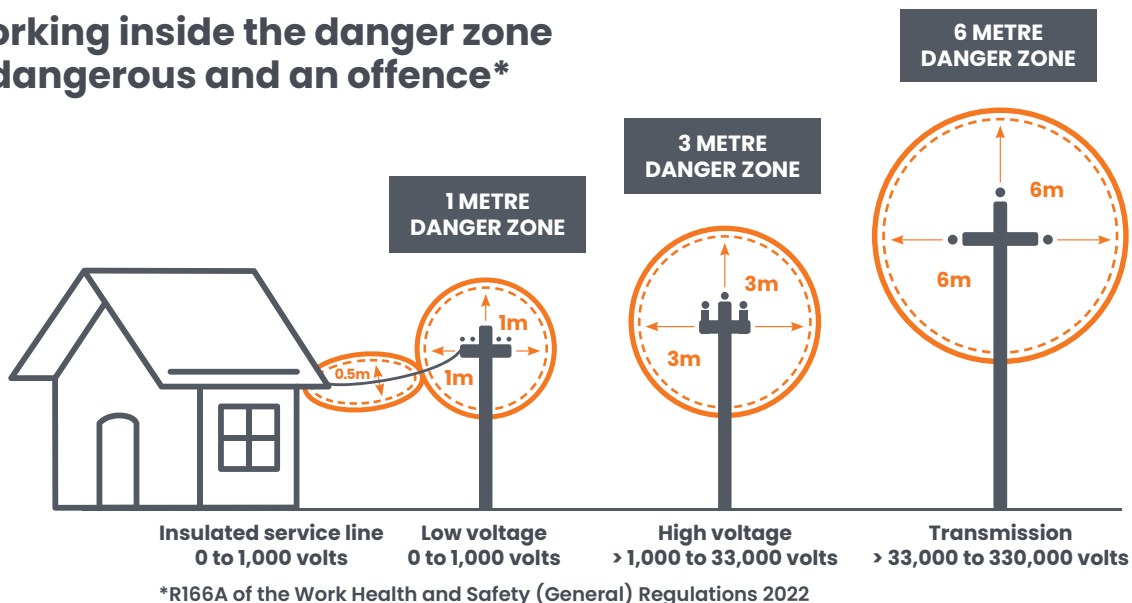 orking inside the danger zone
dangerous and an offence*
6 METRE
DANGER ZONE
3 METRE
DANGER ZONE
1 METRE
DANGER ZONE
6m
6m
3m
3m
1m
1m
0.5m
Insulated service line
0 to 1,000 volts
Low voltage
0 to 1,000 volts
High voltage
> 1,000 to 33,000 volts
Transmission
> 33,000 to 330,000 volts
*R166A of the Work Health and Safety (General) Regulations 2022